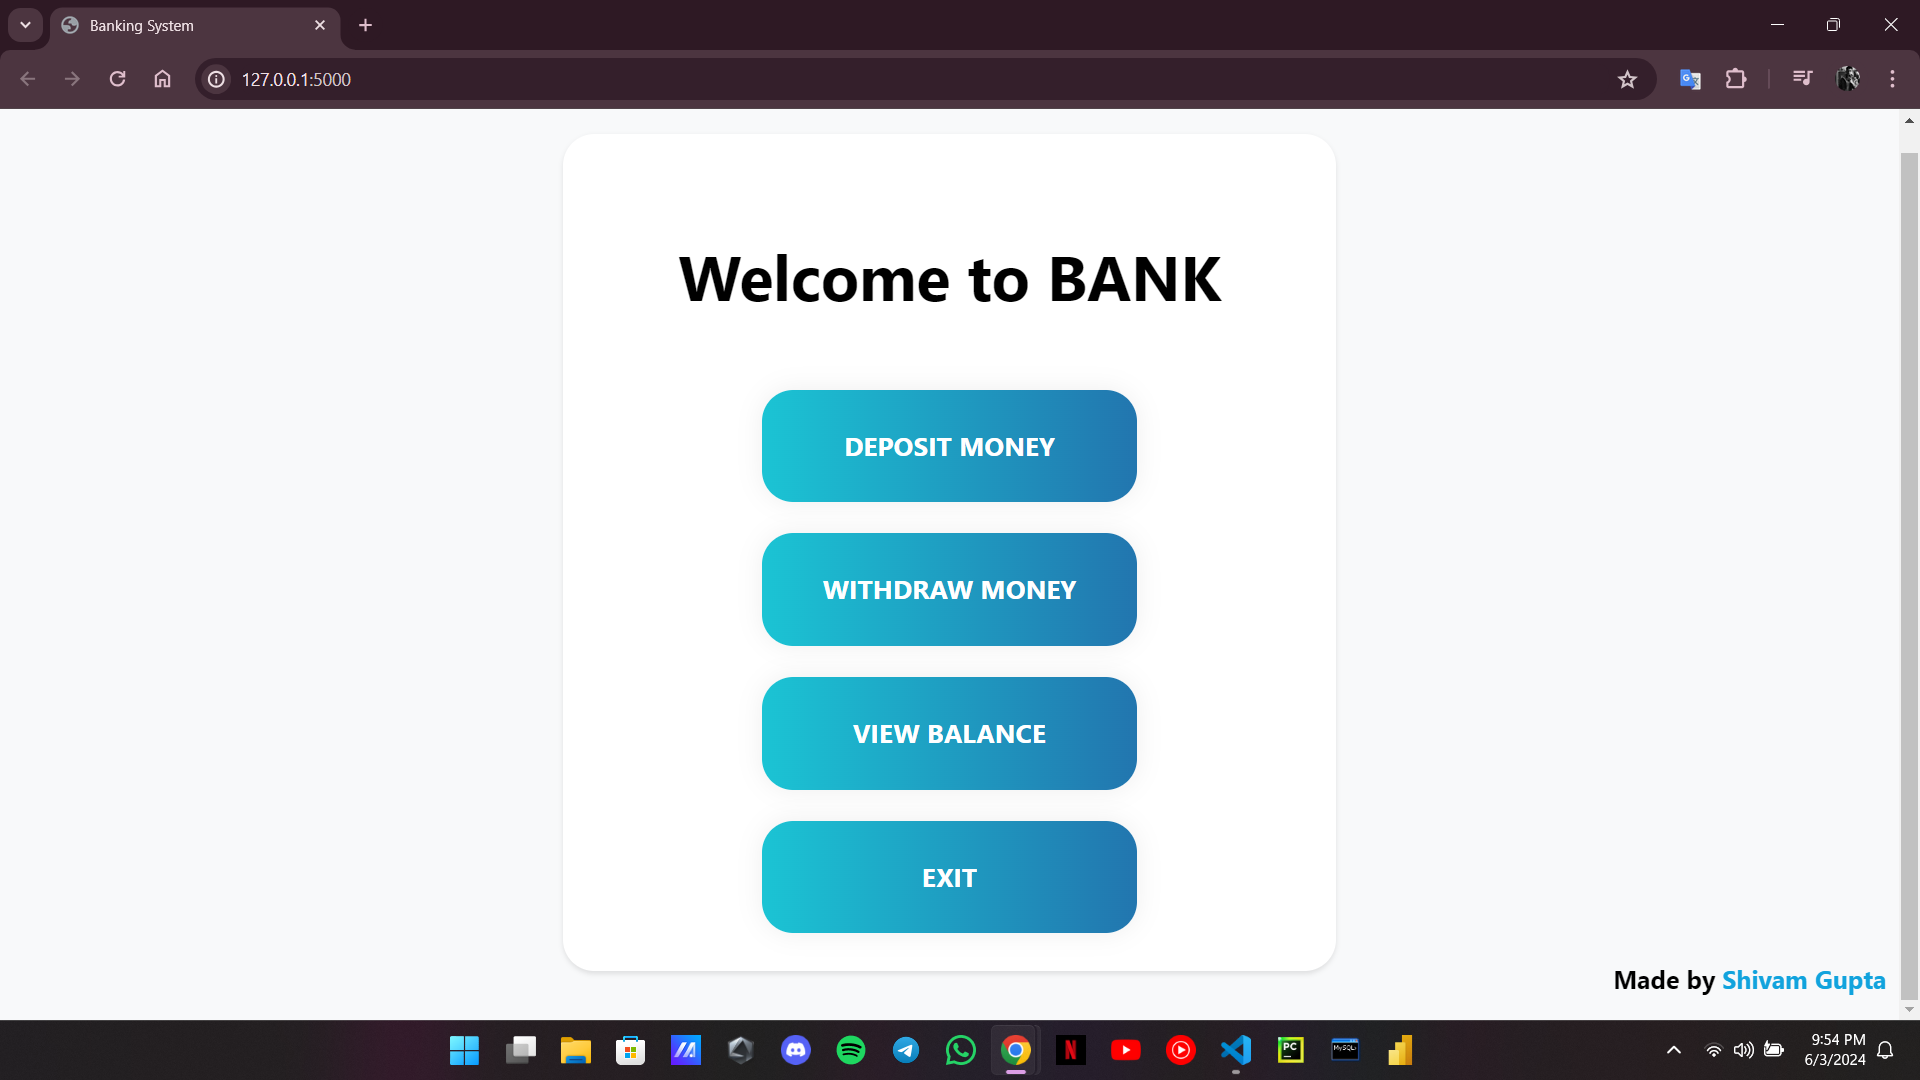 Banking System
127.0.0.1:5000
Welcome to BANK
DEPOSIT MONEY
WITHDRAW MONEY
VIEW BALANCE
EXIT
Made by Shivam Gupta
9:54 PM
6/3/2024